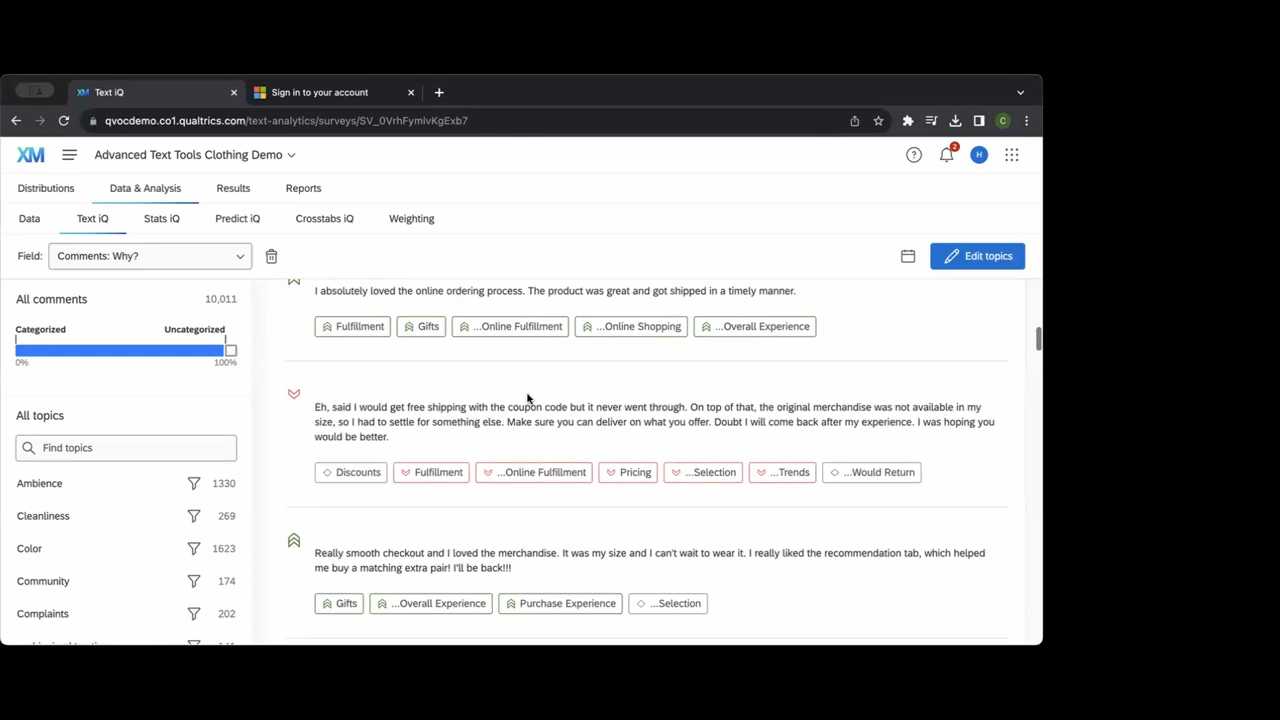 XM Text iQ
Sign in to your account
qvocdemo.co1.qualtrics.com/text-analytics/surveys/SV_0VrhFymIvKgExb7
C
XM
Advanced Text Tools Clothing Demo
2
H
Distributions
Data & Analysis
Results
Reports
Data
Text iQ
Stats iQ
Predict iQ
Crosstabs iQ
Weighting
Field:
Comments: Why?
Edit topics
All comments
10,011
Categorized
Uncategorized
0%
100%
All topics
Find topics
Ambience
1330
Cleanliness
269
Color
1623
Community
174
Complaints
202
I absolutely loved the online ordering process. The product was great and got shipped in a timely manner.
Fulfillment
Gifts
...Online Fulfillment
...Online Shopping
...Overall Experience
Eh, said I would get free shipping with the coupon code but it never went through. On top of that, the original merchandise was not available in my
size, so I had to settle for something else. Make sure you can deliver on what you offer. Doubt I will come back after my experience. I was hoping you
would be better.
Discounts
Fulfillment
...Online Fulfillment
Pricing
...Selection
...Trends
...Would Return
Really smooth checkout and I loved the merchandise. It was my size and I can't wait to wear it. I really liked the recommendation tab, which helped
me buy a matching extra pair! I'll be back!!!
Gifts
...Overall Experience
Purchase Experience
...Selection